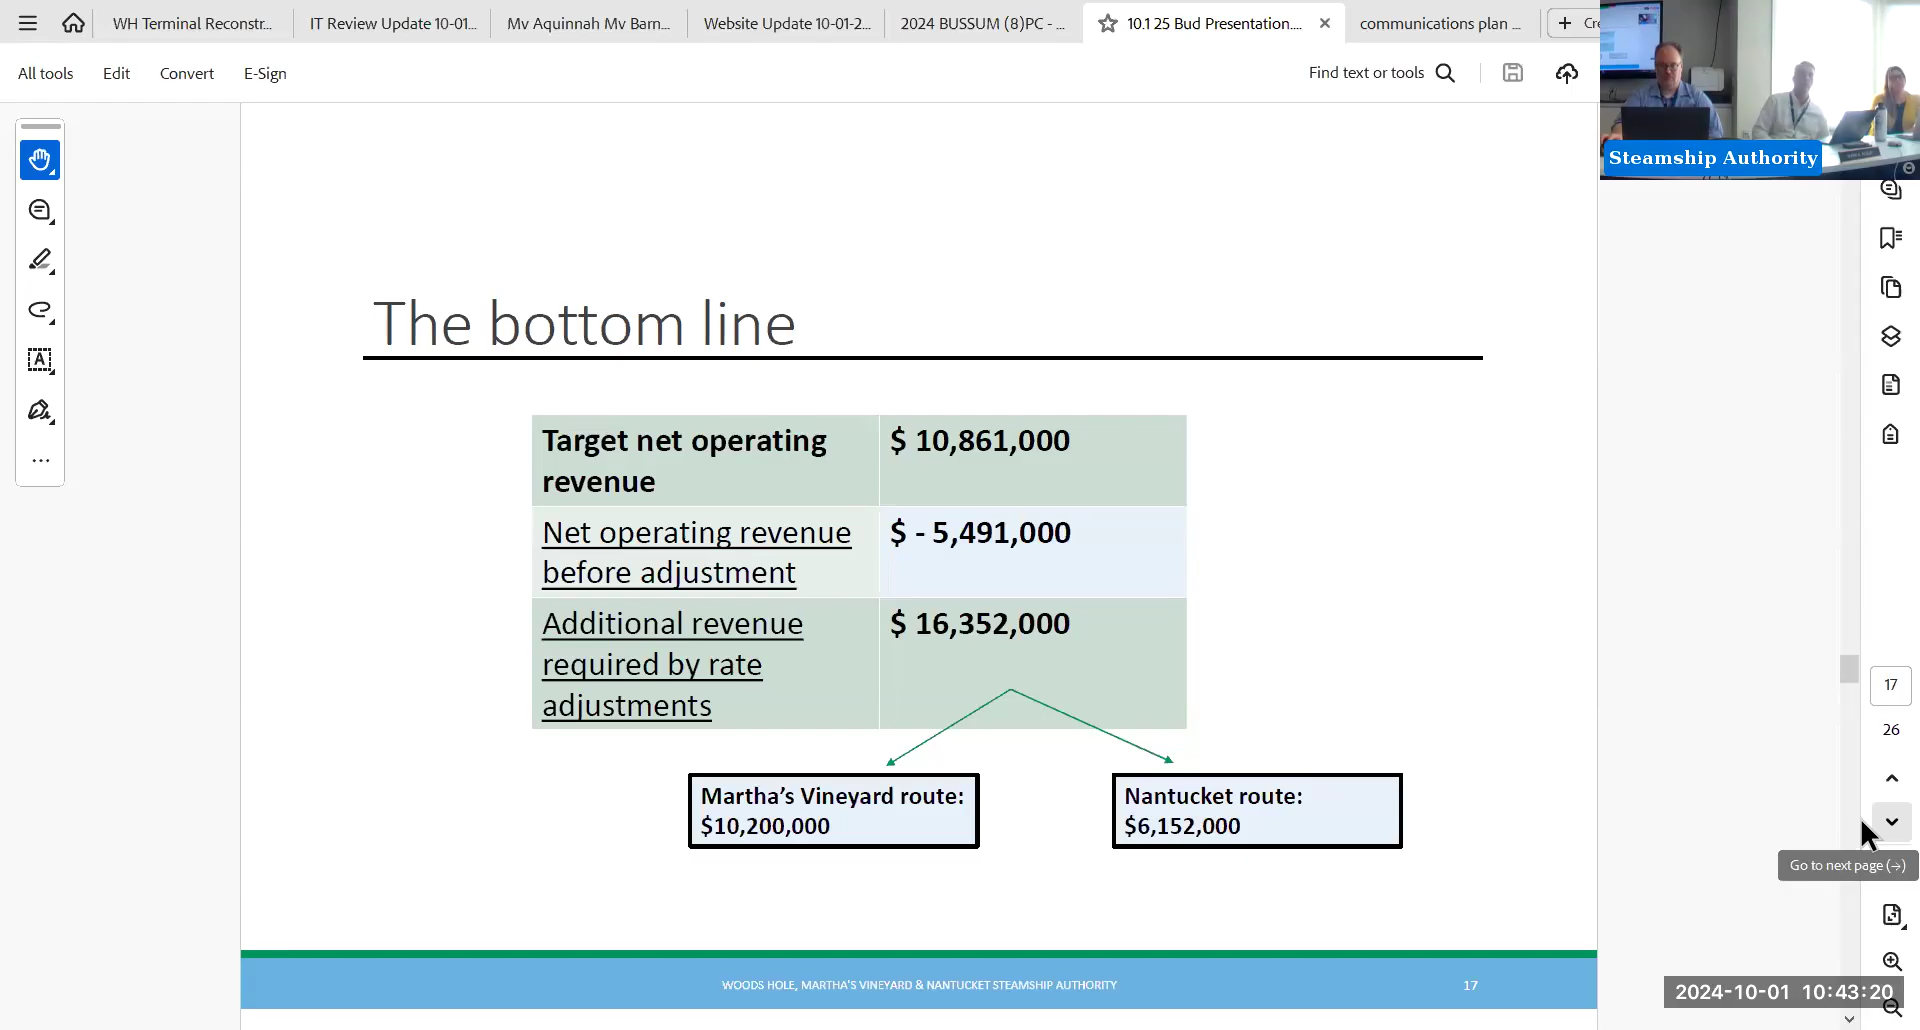 WH Terminal Reconstr...
IT Review Update 10-01...
Mv Aquinnah Mv Barn...
Website Update 10-01-2...
2024 BUSSUM (8)PC - ...
10.1 25 Bud Presentation....
communications plan ...
All tools
Edit
Convert
E-Sign
Find text or tools
Steamship Authority
The bottom line
Target net operating
revenue
$ 10,861,000
Net operating revenue
before adjustment
$ - 5,491,000
Additional revenue
required by rate
adjustments
$ 16,352,000
Martha's Vineyard route:
$10,200,000
Nantucket route:
$6,152,000
17
26
Go to next page (→)
WOODS HOLE, MARTHA'S VINEYARD & NANTUCKET STEAMSHIP AUTHORITY
17
2024-10-01 10:43:20